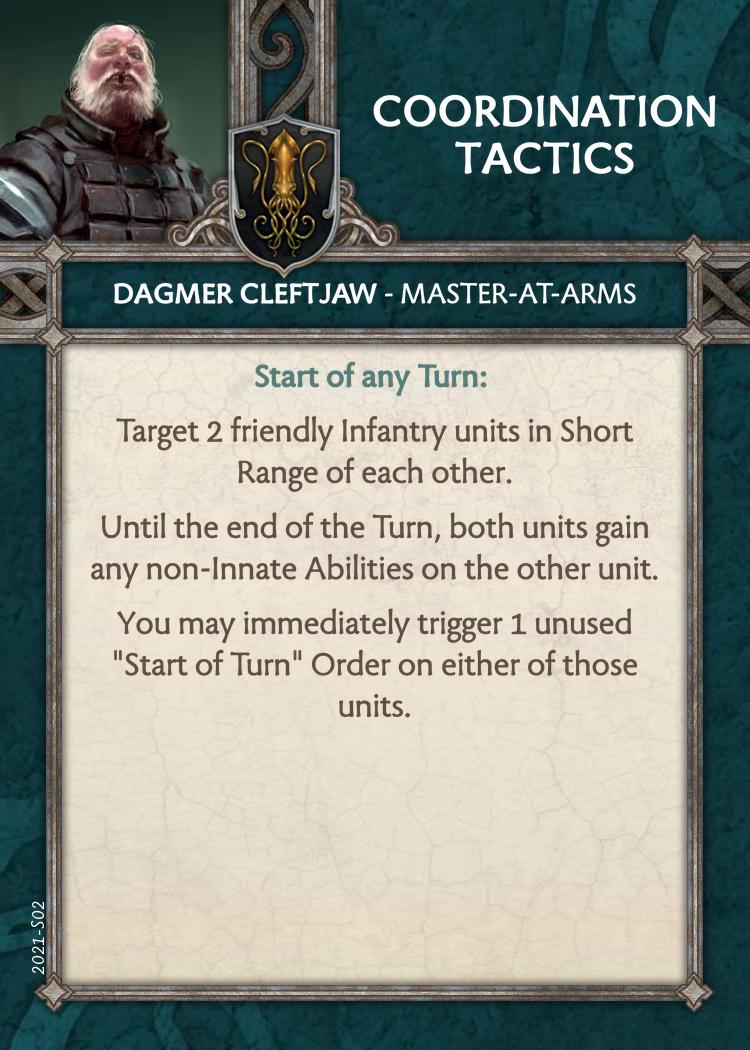 COORDINATION
TACTICS
DAGMER CLEFTJAW - MASTER-AT-ARMS
Start of any Turn:
Target 2 friendly Infantry units in Short
Range of each other.
Until the end of the Turn, both units gain
any non-Innate Abilities on the other unit.
You may immediately trigger 1 unused
"Start of Turn" Order on either of those
units.
2021-S02